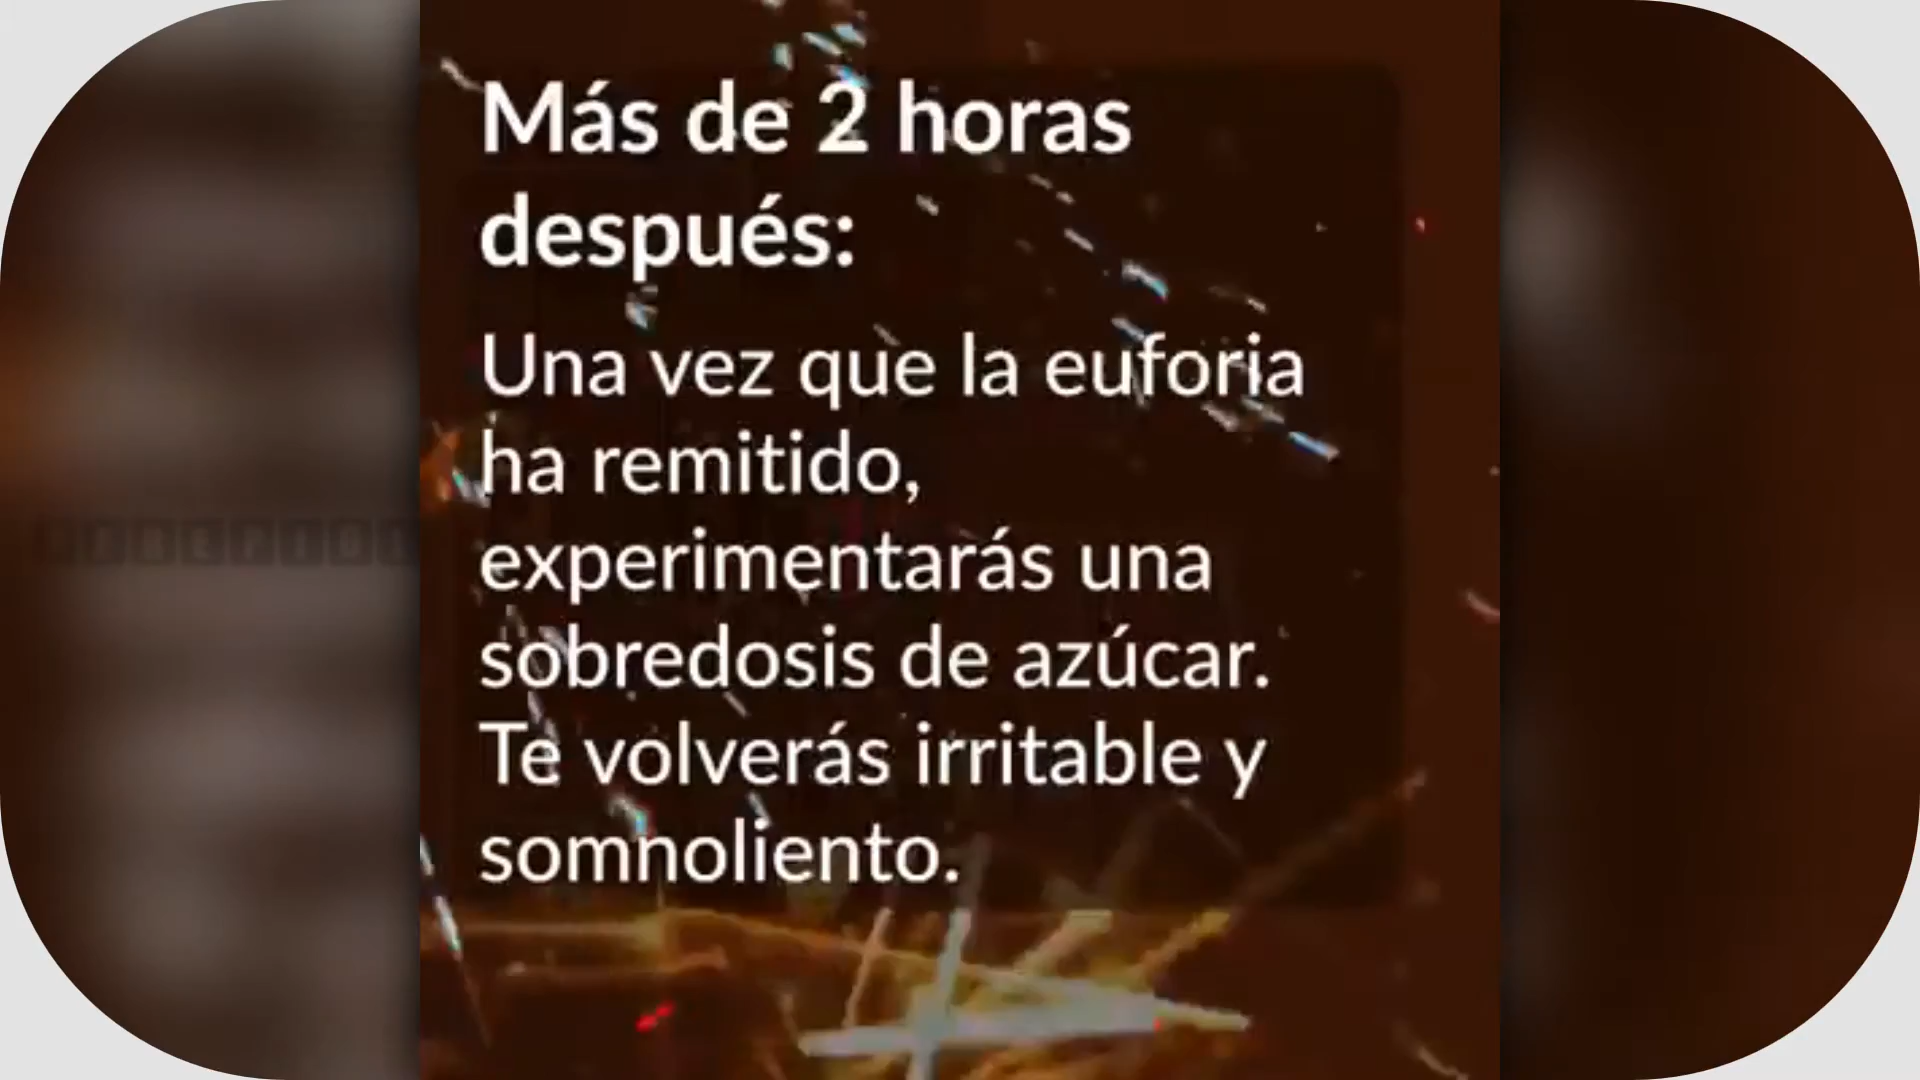 Más de 2 horas
después:
Una vez que la euforia
ha remitido,
experimentarás una
sobredosis de azúcar.
Te volverás irritable y
somnoliento.